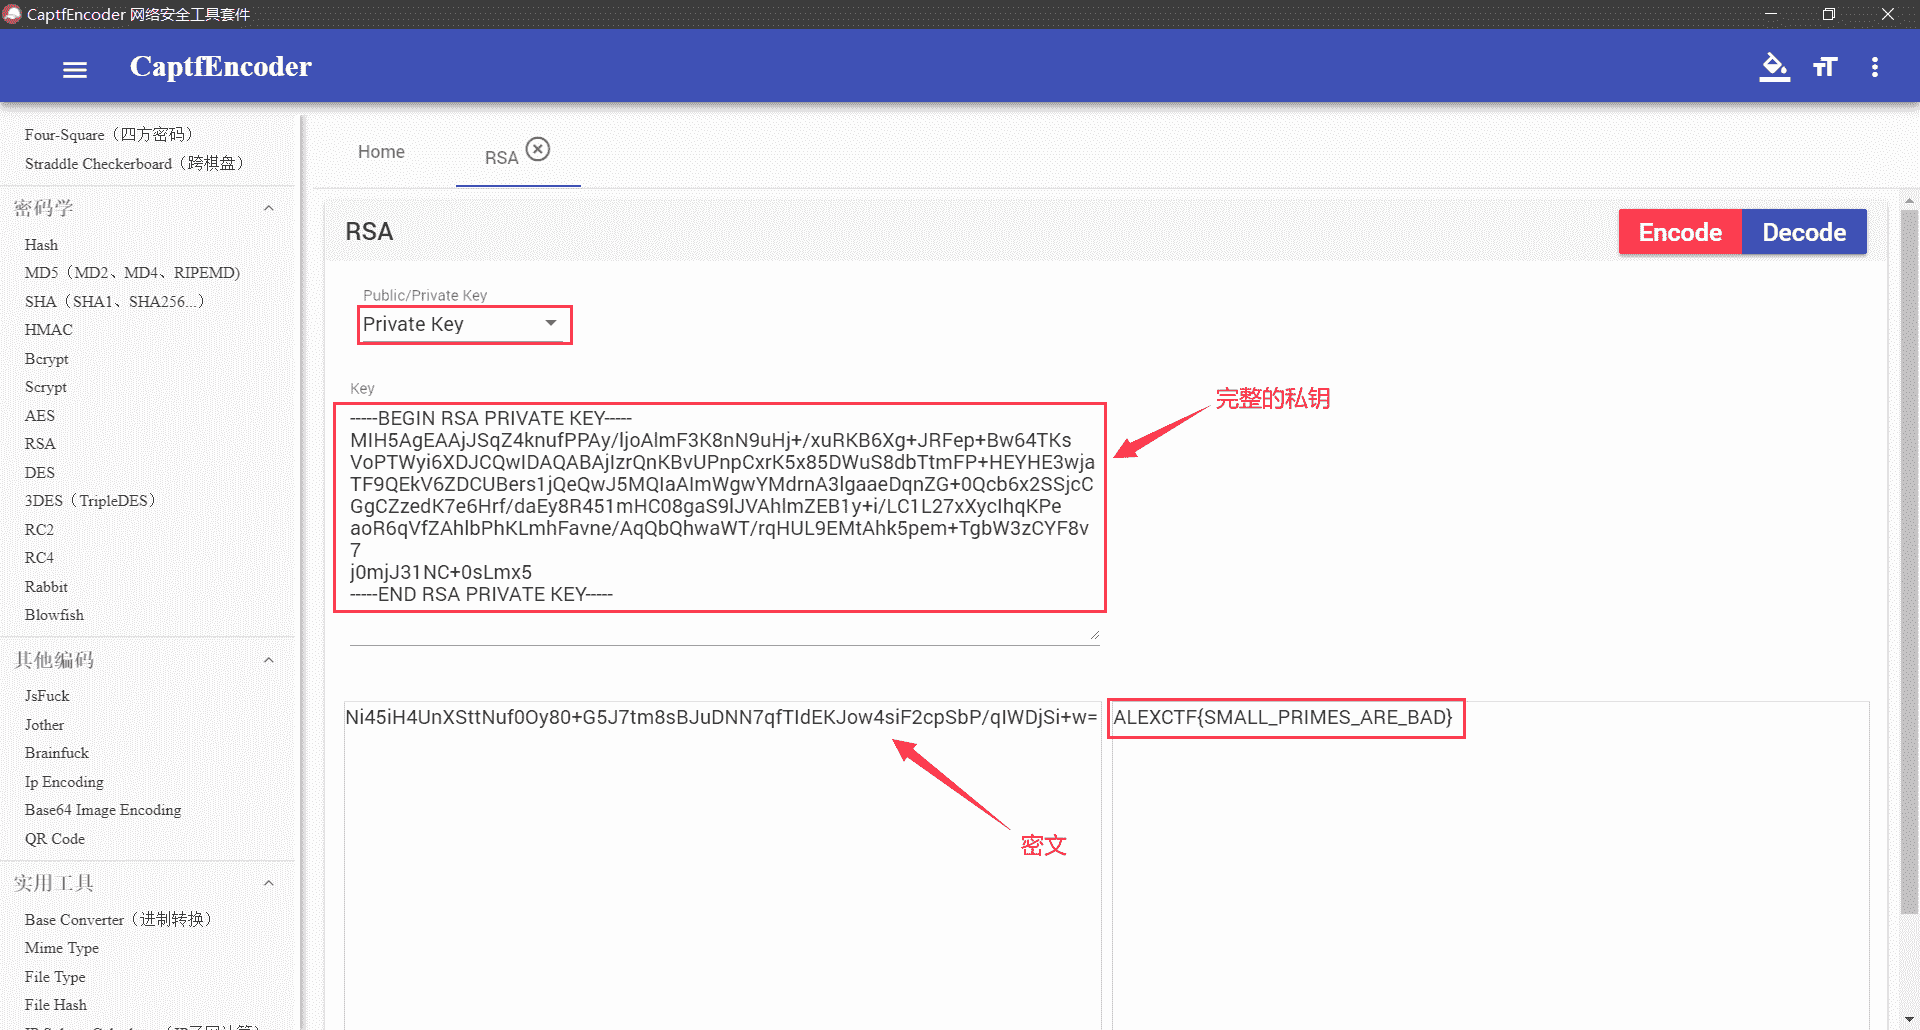 CaptfEncoder 网络安全工具套件
CaptfEncoder
Four-Square（四方密码）
Straddle Checkerboard（跨棋盘）
密码学
Hash
MD5（MD2、MD4、RIPEMD)
SHA（SHA1、SHA256...）
HMAC
Bcrypt
Scrypt
AES
RSA
DES
3DES（TripleDES）
RC2
RC4
Rabbit
Blowfish
其他编码
JsFuck
Jother
Brainfuck
Ip Encoding
Base64 Image Encoding
QR Code
实用工具
Base Converter（进制转换）
Mime Type
File Type
File Hash
Home
RSA
RSA
Encode
Decode
Public/Private Key
Private Key
Key
-----BEGIN RSA PRIVATE KEY-----
MIH5AgEAAjJSqZ4knufPPAy/ljoAlmF3K8nN9uHj+/xuRKB6Xg+JRFep+Bw64TKs
VoPTWyi6XDJCQwIDAQABAjIzrQnKBvUPnpCxrK5x85DWuS8dbTtmFP+HEYHE3wja
TF9QEkV6ZDCUBers1jQeQwJ5MQIaAImWgwYMdrnA3lgaaeDqnZG+0Qcb6x2SSjcC
GgCZzedK7e6Hrf/daEy8R451mHC08gaS9lJVAhlmZEB1y+i/LC1L27xXycIhqKPe
aoR6qVfZAhlbPhKLmhFavne/AqQbQhwaWT/rqHUL9EMtAhk5pem+TgbW3zCYF8v
7
j0mjJ31NC+0sLmx5
-----END RSA PRIVATE KEY-----
完整的私钥
Ni45iH4UnXSttNuf0Oy80+G5J7tm8sBJuDNN7qfTIdEKJow4siF2cpSbP/qIWDjSi+w=
ALEXCTF{SMALL_PRIMES_ARE_BAD}
密文